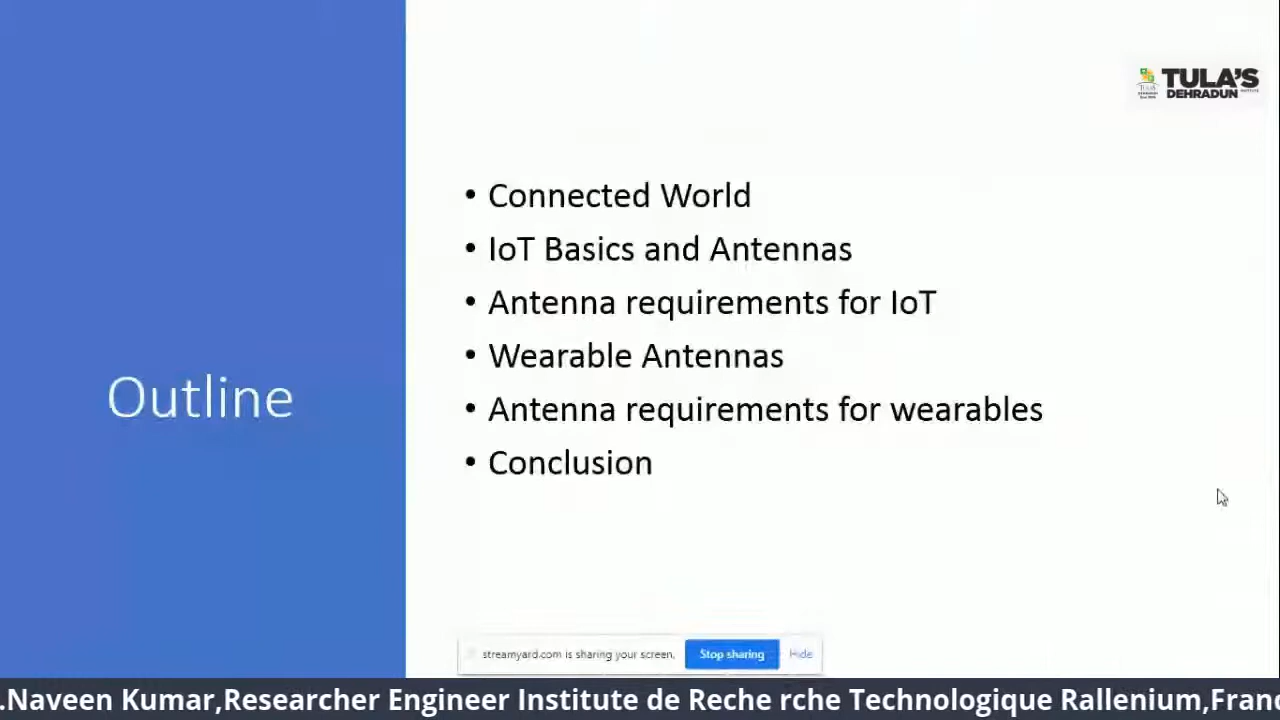 TULA'S
DEHRADUN
• Connected World
• IoT Basics and Antennas
• Antenna requirements for IoT
• Wearable Antennas
• Antenna requirements for wearables
• Conclusion
Outline
streamyard.com is sharing your screen.
Stop sharing
Hide
.Naveen Kumar,Researcher Engineer Institute de Reche rche Technologique Rallenium,Fran